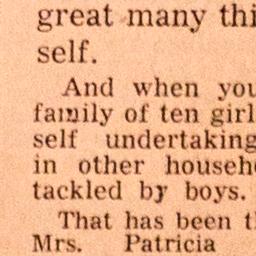 great many thi
self.
And when you
family of ten girl
self undertaking
in other househ
tackled by boys.
That has been t
Mrs. Patricia